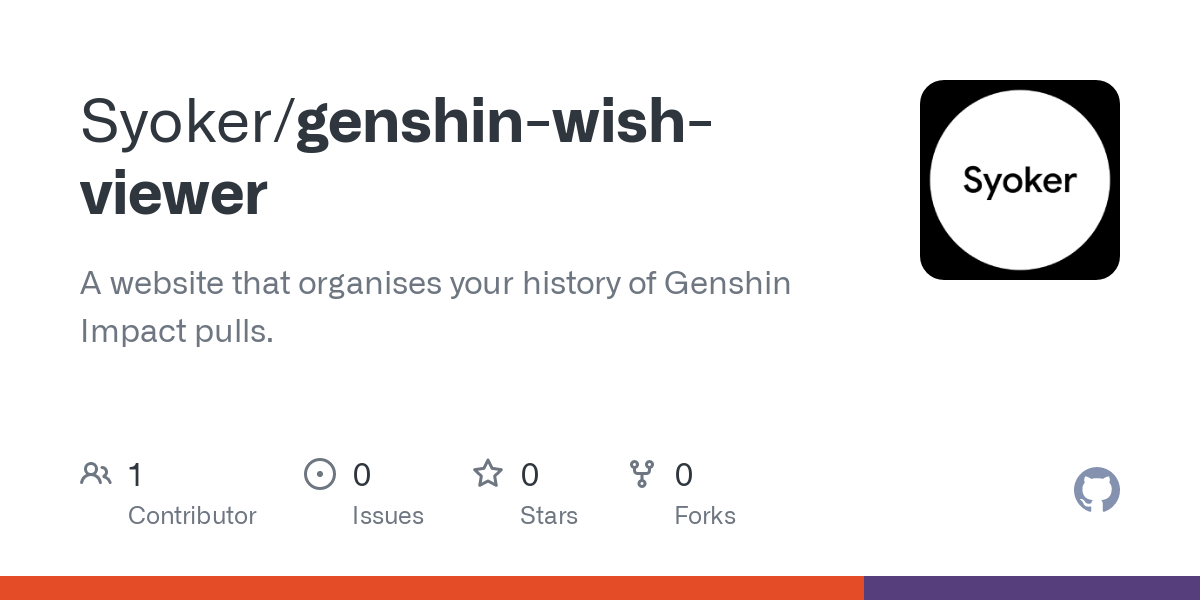 Syoker/genshin-wish-
viewer
Syoker
A website that organises your history of Genshin
Impact pulls.
1
Contributor
0
Issues
0
Stars
0
Forks